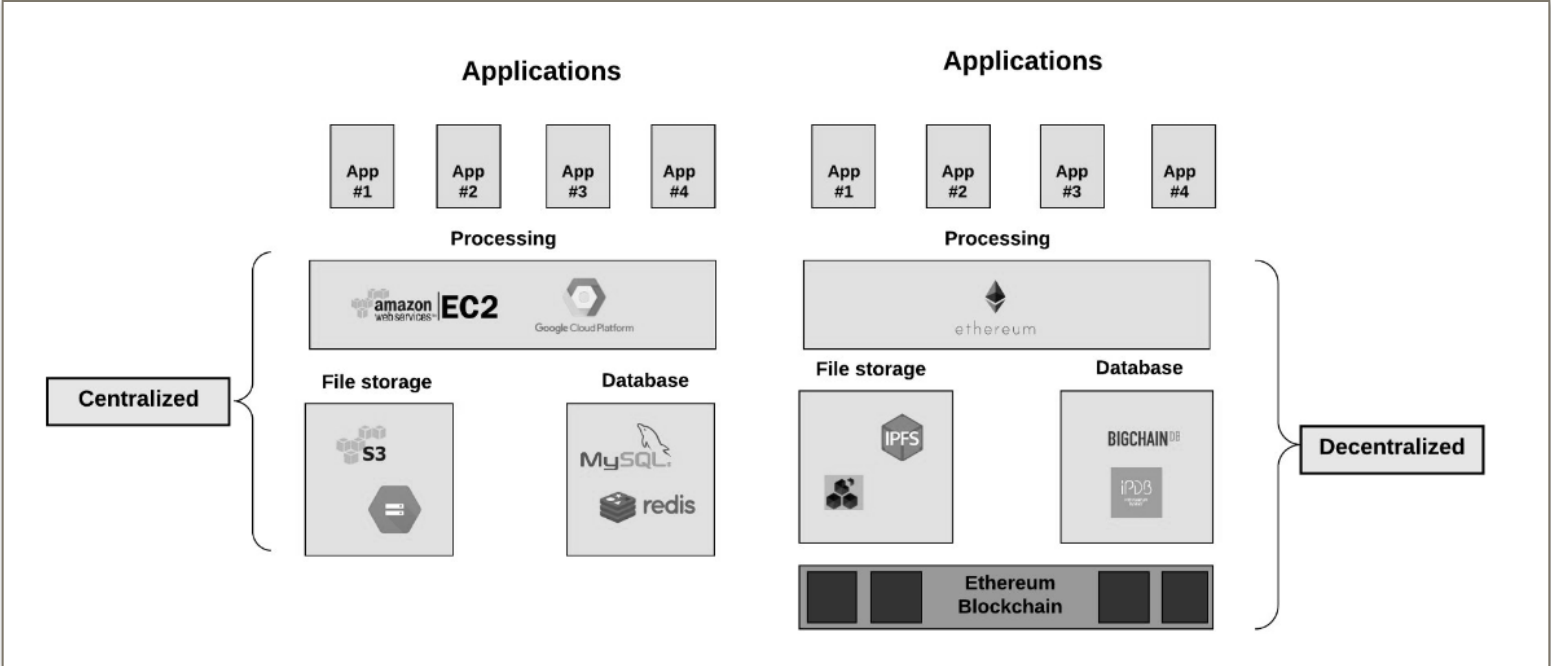 Applications
App
#1
App
#2
App
#3
App
#4
Processing
amazon
web services™
EC2
Google Cloud Platform
Centralized
File storage
S3
Database
MySQL.
redis
Applications
App
#1
App
#2
App
#3
App
#4
Processing
ethereum
File storage
IPFS
Database
BIGCHAINDB
iPDB
Ethereum
Blockchain
Decentralized